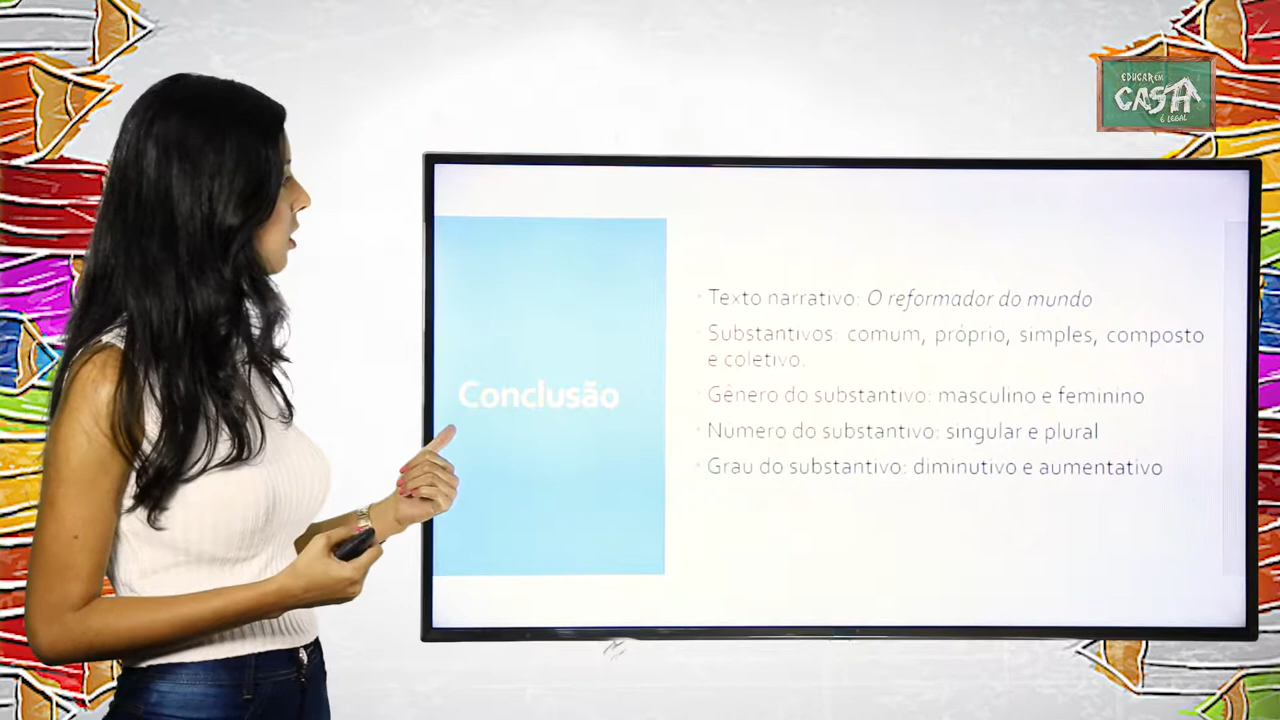 EDUCAR EM
CASA
É LEGAL
Conclusão
Texto narrativo: O reformador do mundo
Substantivos: comum, próprio, simples, composto
e coletivo.
Gênero do substantivo: masculino e feminino
Numero do substantivo: singular e plural
Grau do substantivo: diminutivo e aumentativo